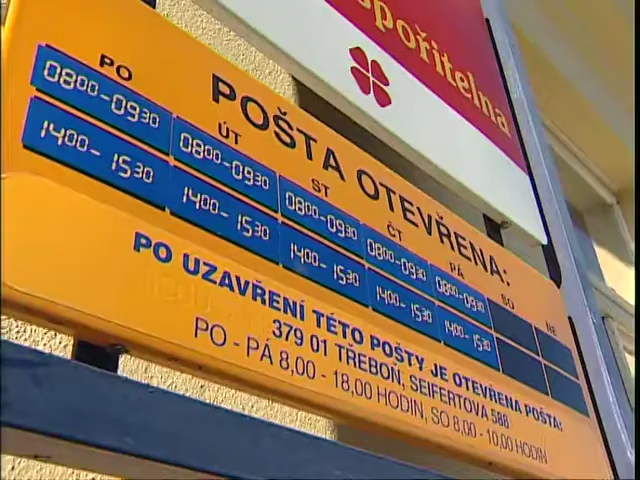 spořitelna
POŠTA OTEVŘENA:
PO ÚT ST ČT PÁ SO NE
08⁰⁰-09³⁰ 08⁰⁰-09³⁰ 08⁰⁰-09³⁰ 08⁰⁰-09³⁰ 08⁰⁰-09³⁰
14⁰⁰-15³⁰ 14⁰⁰-15³⁰ 14⁰⁰-15³⁰ 14⁰⁰-15³⁰ 14⁰⁰-15³⁰
PO UZAVŘENÍ TÉTO POŠTY JE OTEVŘENA POŠTA:
379 01 TŘEBOŇ, SEIFERTOVA 588
PO - PÁ 8,00 - 18,00 HODIN, SO 8,00 - 10,00 HODIN